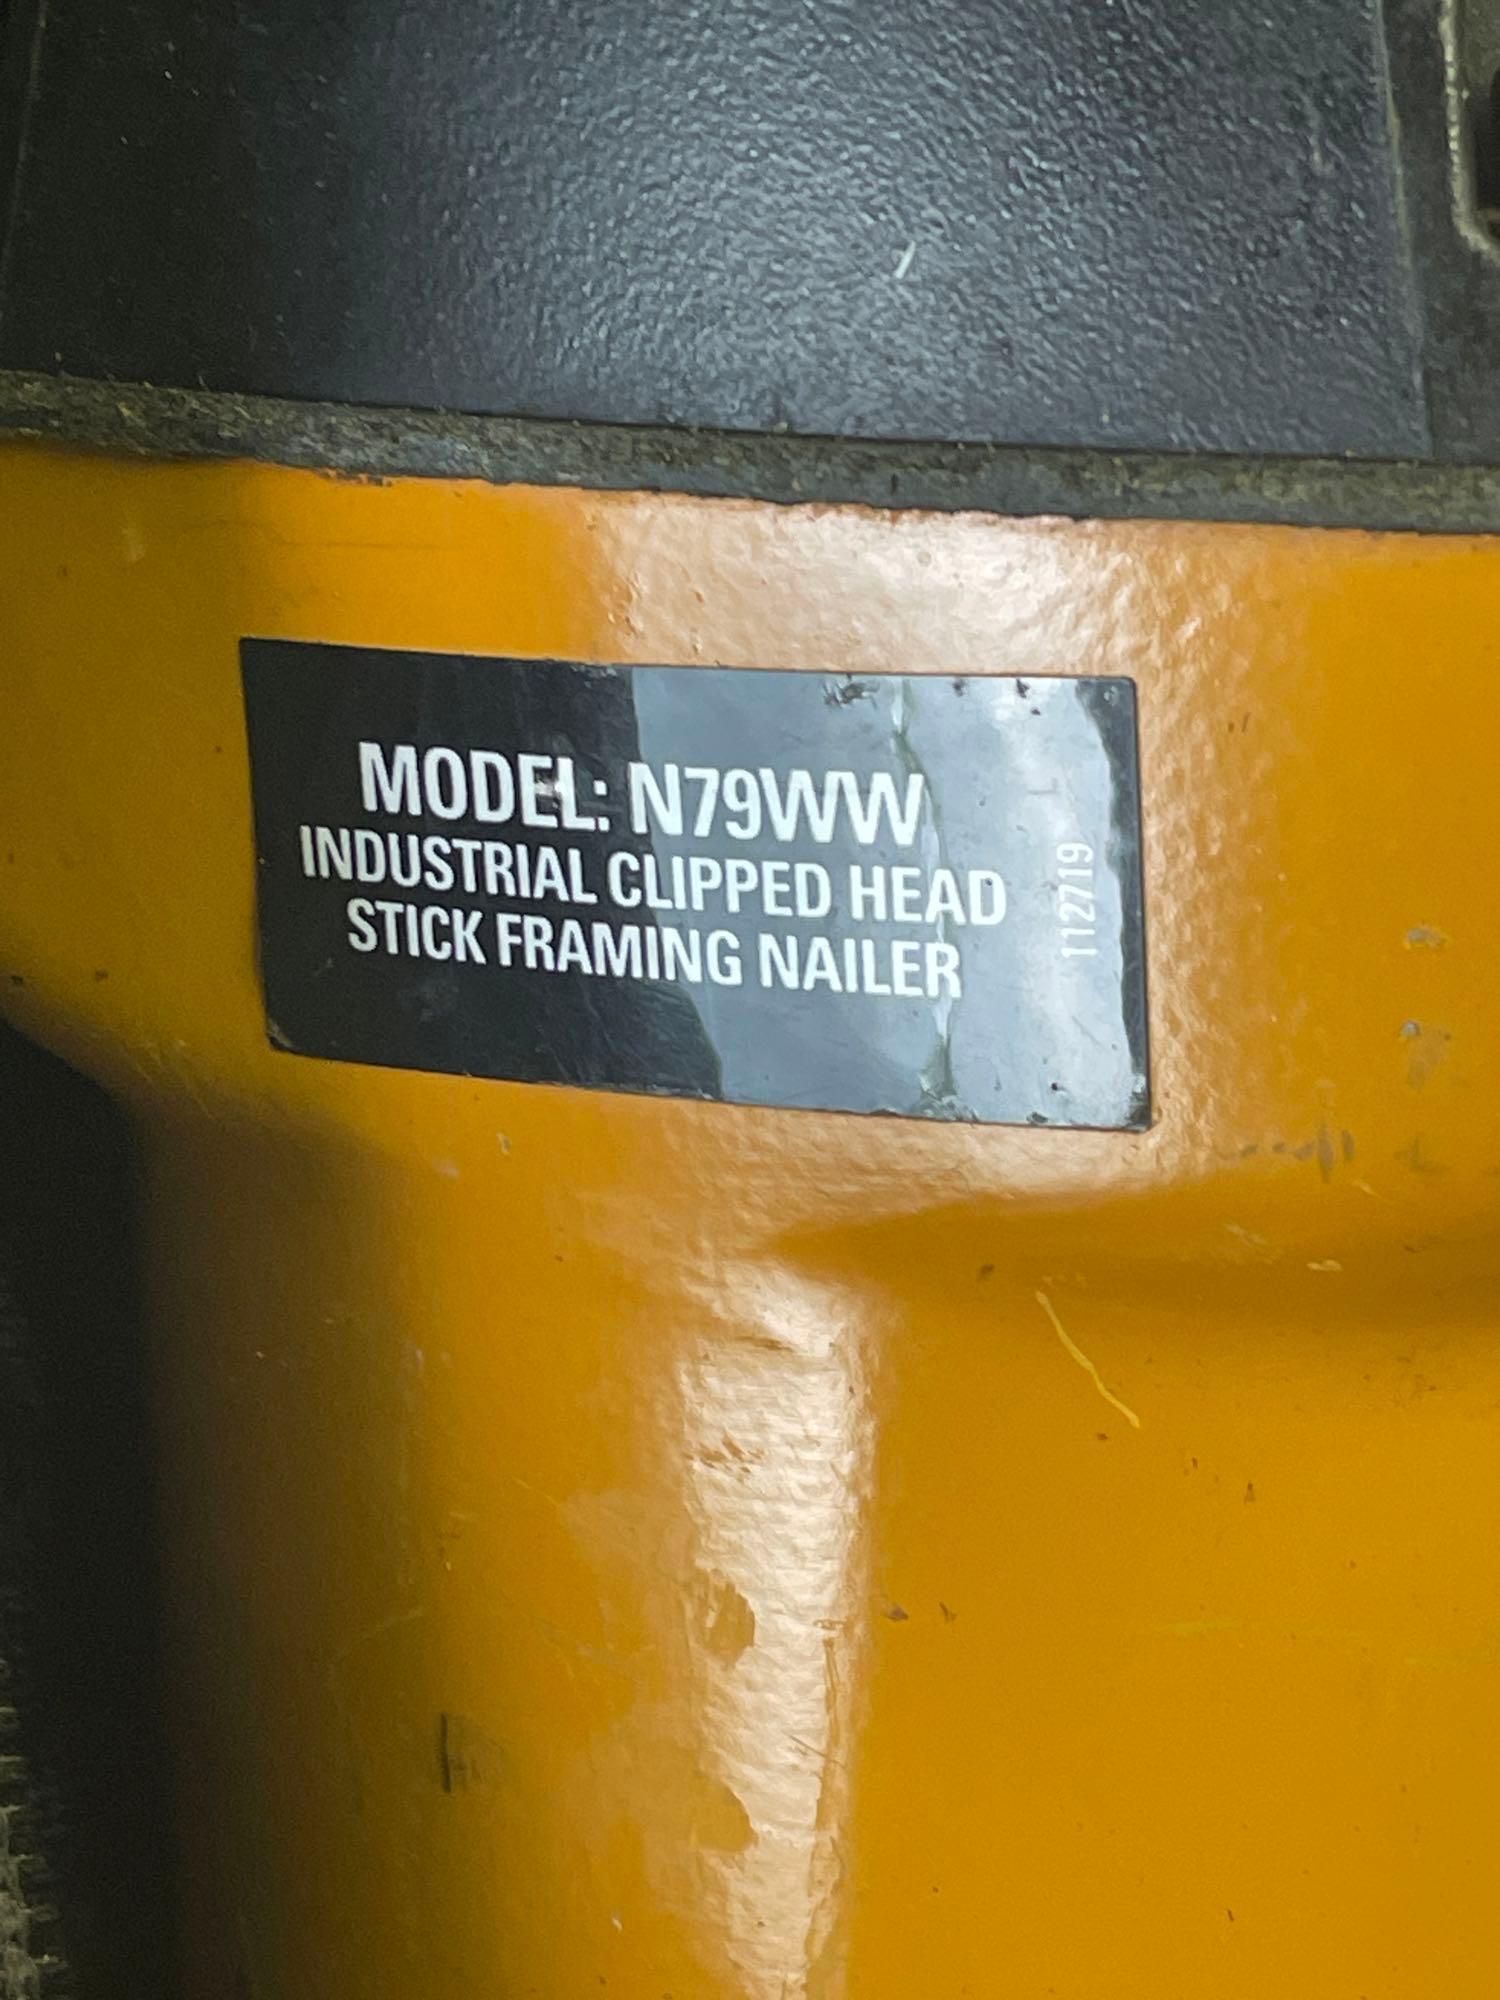 MODEL: N79WW
INDUSTRIAL CLIPPED HEAD
STICK FRAMING NAILER
112719